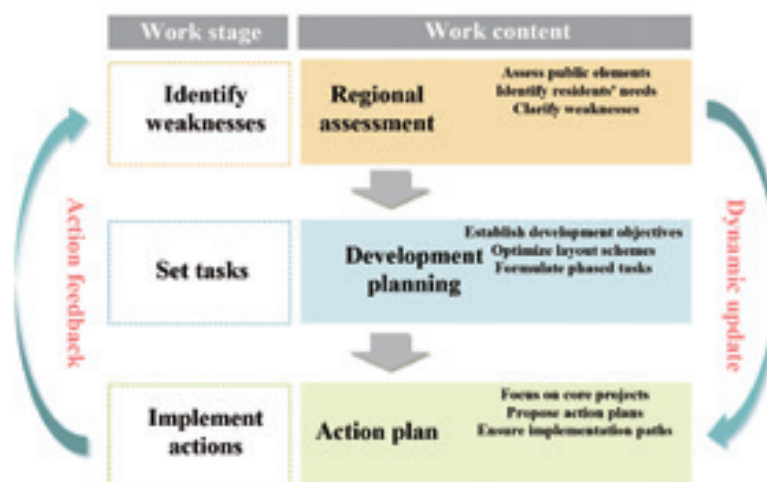 Work stage
Work content
Identify
weaknesses
Regional
assessment
Assess public elements
Identify residents' needs
Clarify weaknesses
Set tasks
Development
planning
Establish development objectives
Optimize layout schemes
Formulate phased tasks
Implement
actions
Action plan
Focus on core projects
Propose action plans
Ensure implementation paths
Action feedback
Dynamic update